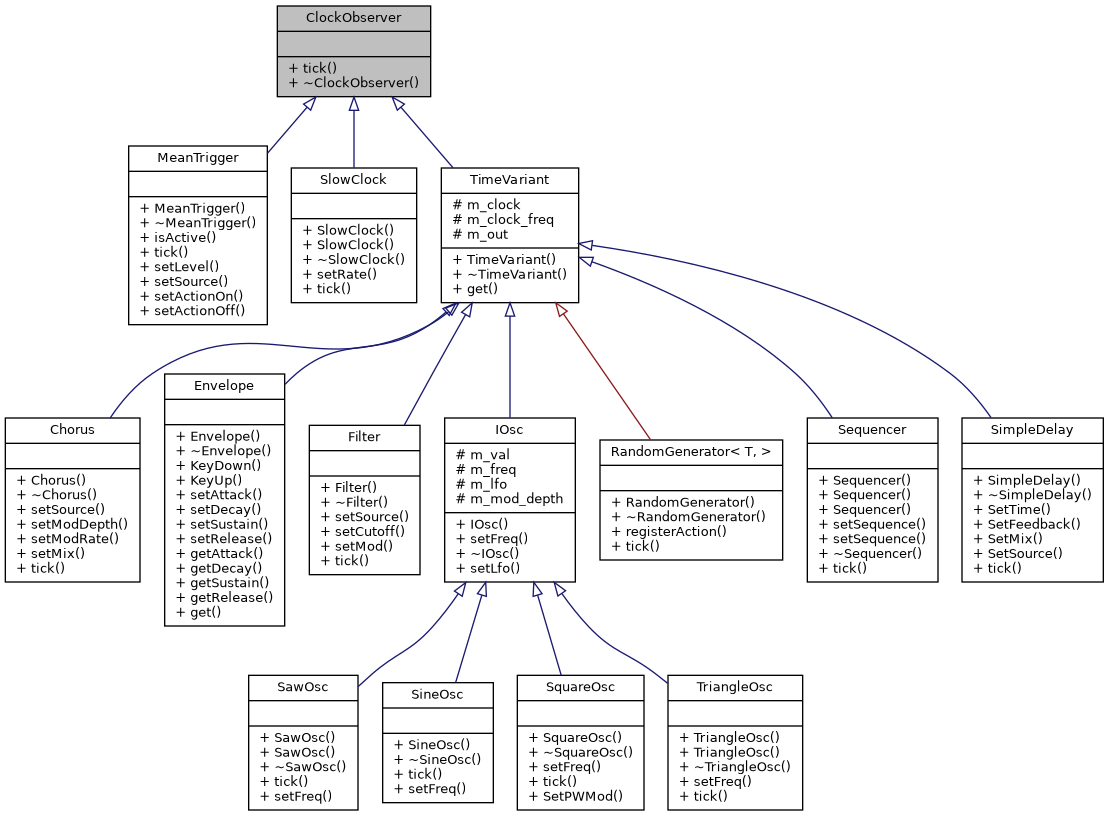 ClockObserver
+ tick()
+ ~ClockObserver()
MeanTrigger
+ MeanTrigger()
+ ~MeanTrigger()
+ isActive()
+ tick()
+ setLevel()
+ setSource()
+ setActionOn()
+ setActionOff()
SlowClock
+ SlowClock()
+ SlowClock()
+ ~SlowClock()
+ setRate()
+ tick()
TimeVariant
# m_clock
# m_clock_freq
# m_out
+ TimeVariant()
+ ~TimeVariant()
+ get()
Chorus
+ Chorus()
+ ~Chorus()
+ setSource()
+ setModDepth()
+ setModRate()
+ setMix()
+ tick()
Envelope
+ Envelope()
+ ~Envelope()
+ KeyDown()
+ KeyUp()
+ setAttack()
+ setDecay()
+ setSustain()
+ setRelease()
+ getAttack()
+ getDecay()
+ getSustain()
+ getRelease()
+ get()
Filter
+ Filter()
+ ~Filter()
+ setSource()
+ setCutoff()
+ setMod()
+ tick()
IOsc
# m_val
# m_freq
# m_lfo
# m_mod_depth
+ IOsc()
+ setFreq()
+ ~IOsc()
+ setLfo()
RandomGenerator< T, >
+ RandomGenerator()
+ ~RandomGenerator()
+ registerAction()
+ tick()
Sequencer
+ Sequencer()
+ Sequencer()
+ Sequencer()
+ setSequence()
+ setSequence()
+ ~Sequencer()
+ tick()
SimpleDelay
+ SimpleDelay()
+ ~SimpleDelay()
+ SetTime()
+ SetFeedback()
+ SetMix()
+ SetSource()
+ tick()
SawOsc
+ SawOsc()
+ SawOsc()
+ ~SawOsc()
+ tick()
+ setFreq()
SineOsc
+ SineOsc()
+ ~SineOsc()
+ tick()
+ setFreq()
SquareOsc
+ SquareOsc()
+ ~SquareOsc()
+ setFreq()
+ tick()
+ SetPWMod()
TriangleOsc
+ TriangleOsc()
+ TriangleOsc()
+ ~TriangleOsc()
+ setFreq()
+ tick()